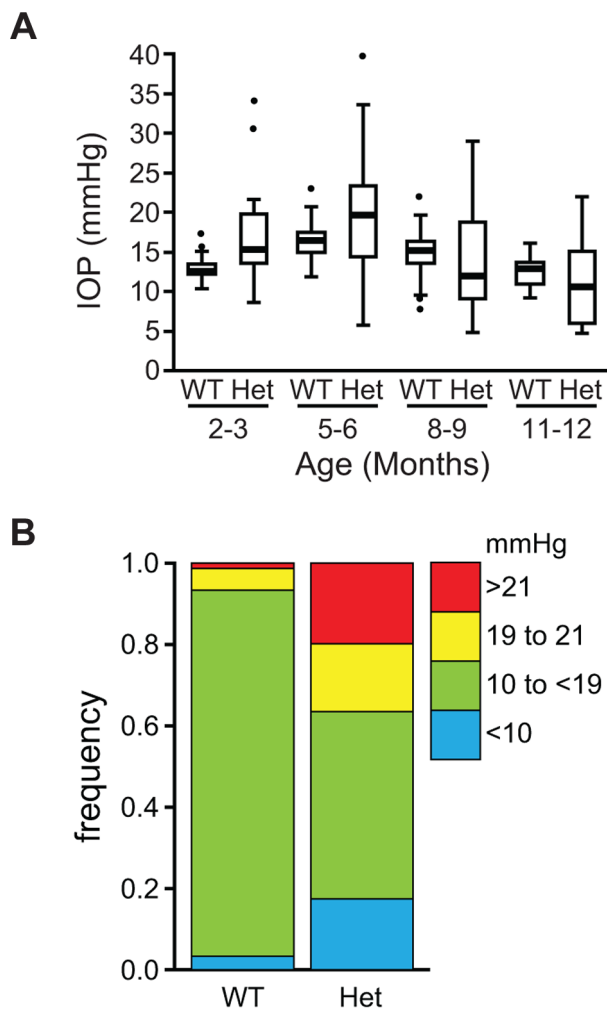 A
IOP (mmHg)
40
35
30
25
20
15
10
5
0
WT Het WT Het WT Het WT Het
2-3 5-6 8-9 11-12
Age (Months)
B
mmHg
>21
19 to 21
10 to <19
<10
frequency
1.0
0.8
0.6
0.4
0.2
0.0
WT Het